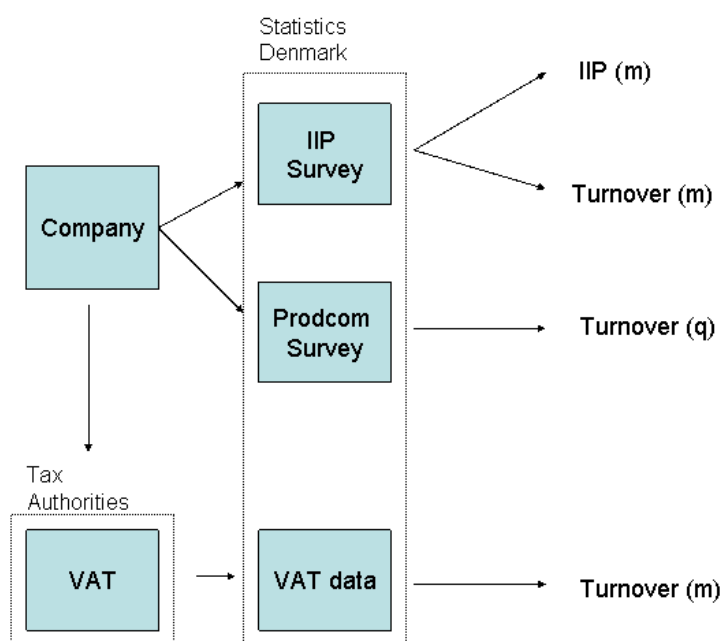 Statistics
Denmark
IIP (m)
IIP
Survey
Turnover (m)
Company
Prodcom
Survey
Turnover (q)
Tax
Authorities
VAT
VAT data
Turnover (m)